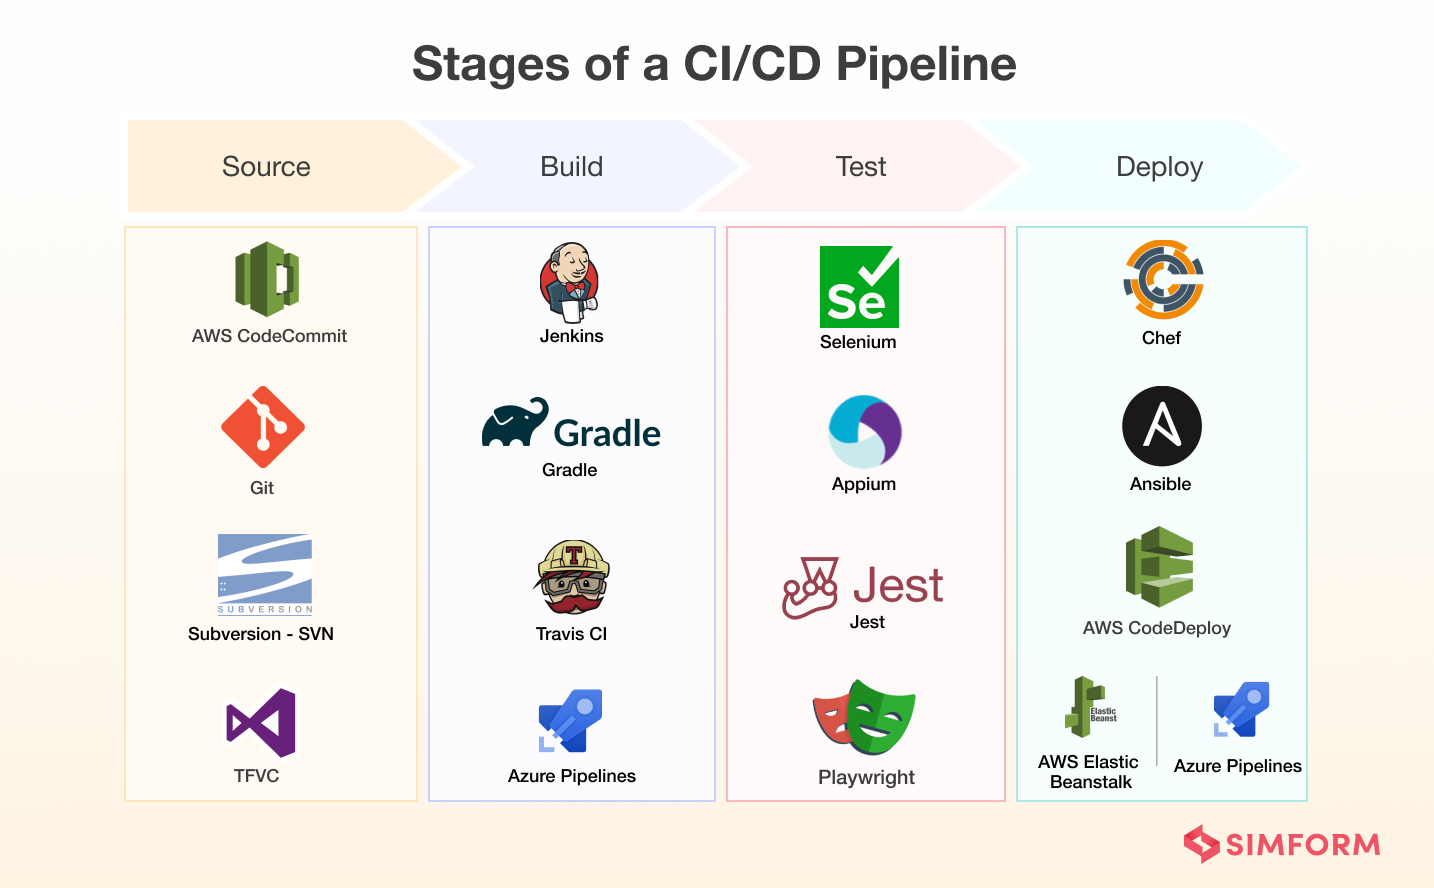 Stages of a CI/CD Pipeline
Source
Build
Test
Deploy
AWS CodeCommit
Git
SUBVERSION
Subversion - SVN
TFVC
Jenkins
Gradle
Gradle
T
Travis CI
Azure Pipelines
Se
Selenium
Appium
Jest
Jest
Playwright
Chef
A
Ansible
AWS CodeDeploy
Elastic
Beanst
AWS Elastic
Beanstalk
Azure Pipelines
SIMFORM